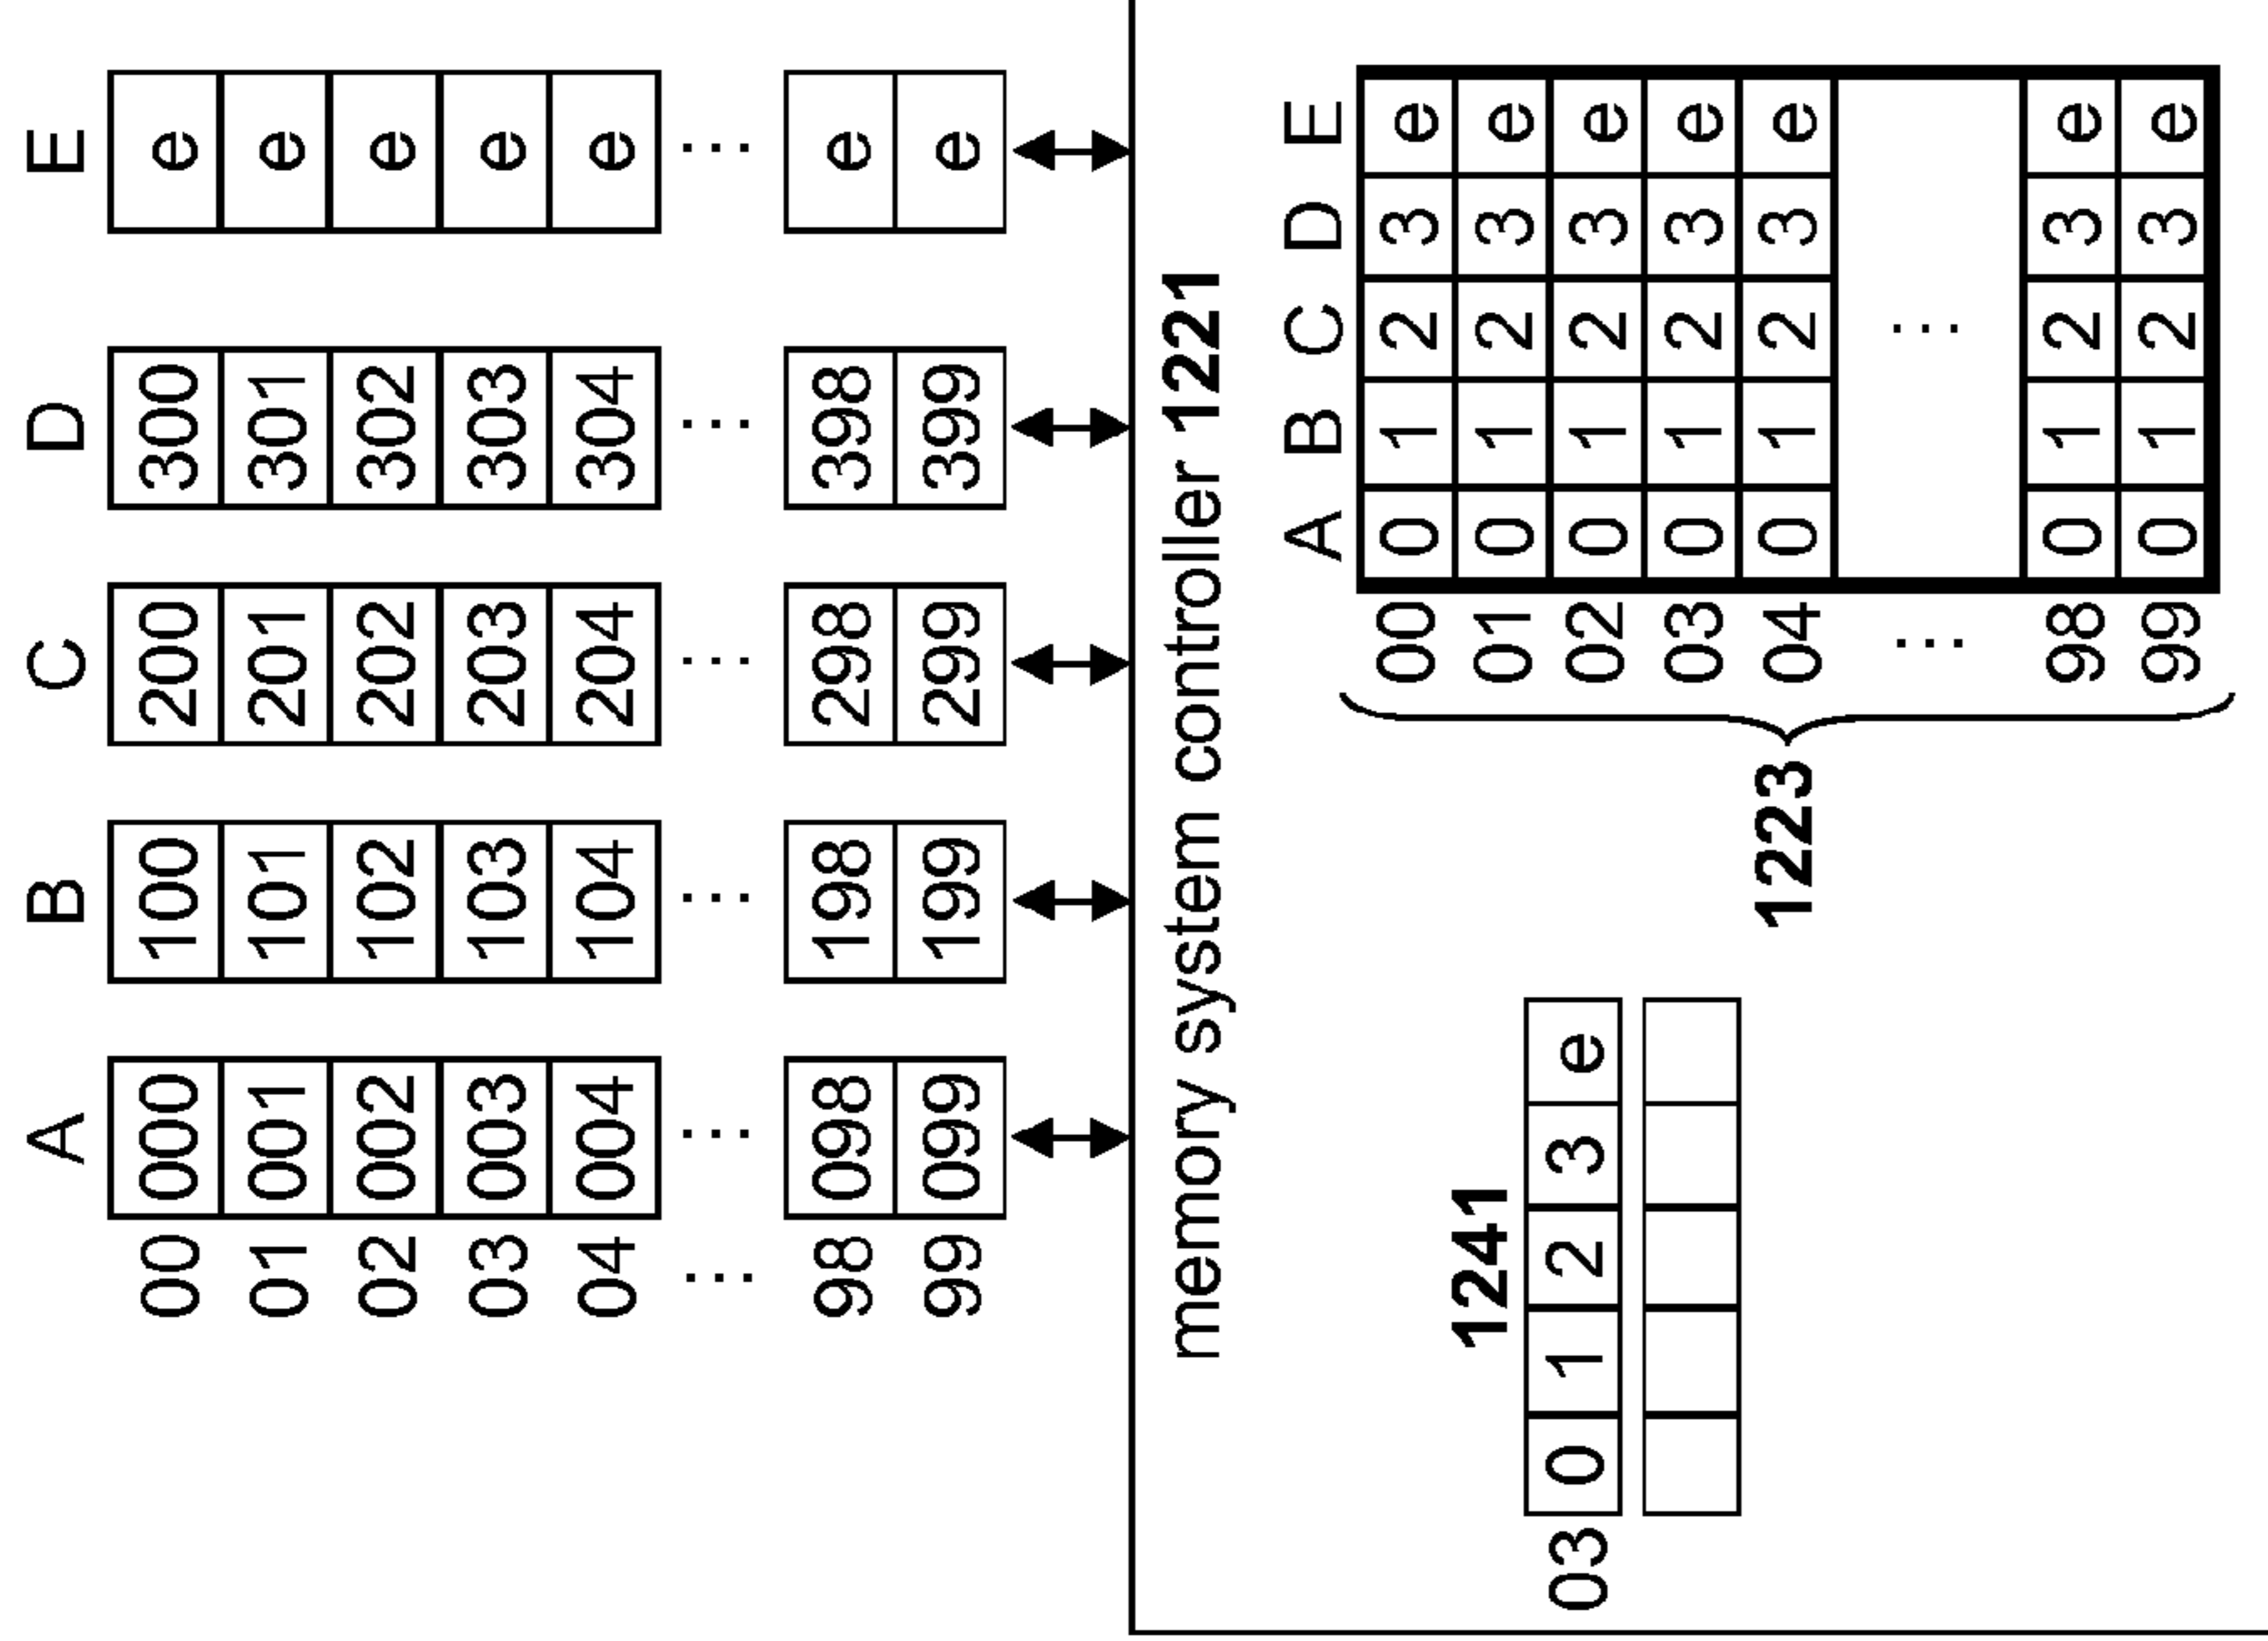 A B C D E
00 000 100 200 300 e
01 001 101 201 301 e
02 002 102 202 302 e
03 003 103 203 303 e
04 004 104 204 304 e
... ... ... ... ... ...
98 098 198 298 398 e
99 099 199 299 399 e
memory system controller 1221
1241
03 0 1 2 3 e
1223
A B C D E
00 0 1 2 3 e
01 0 1 2 3 e
02 0 1 2 3 e
03 0 1 2 3 e
04 0 1 2 3 e
... ...
98 0 1 2 3 e
99 0 1 2 3 e